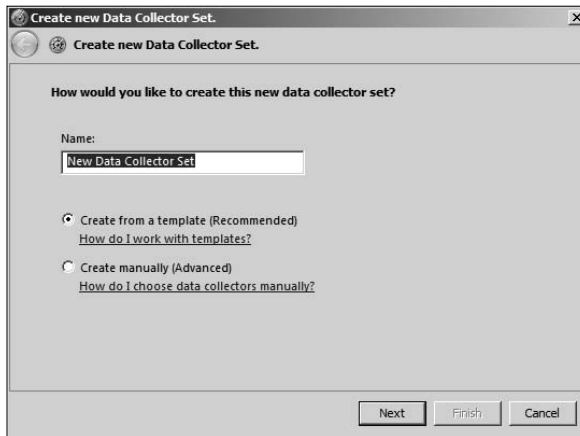 Create new Data Collector Set.
Create new Data Collector Set.
How would you like to create this new data collector set?
Name:
New Data Collector Set
Create from a template (Recommended)
How do I work with templates?
Create manually (Advanced)
How do I choose data collectors manually?
Next Finish Cancel